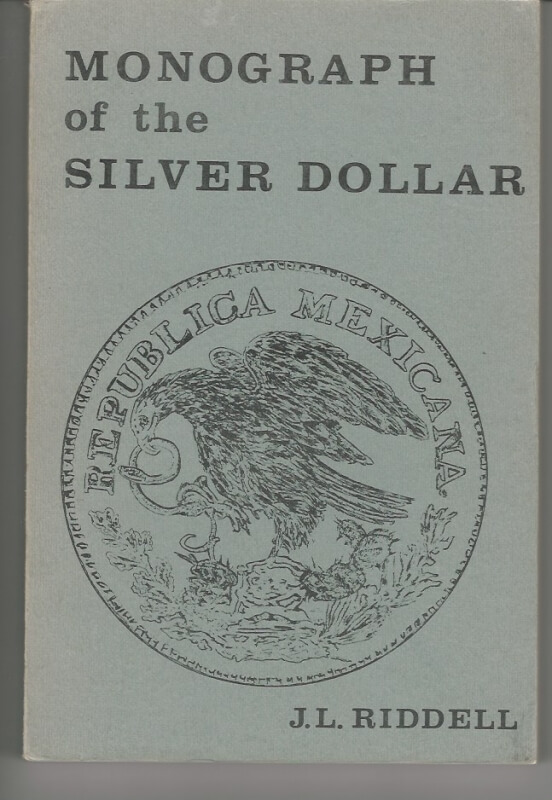 MONOGRAPH
of the
SILVER DOLLAR
REPUBLICA MEXICANA.
J.L. RIDDELL